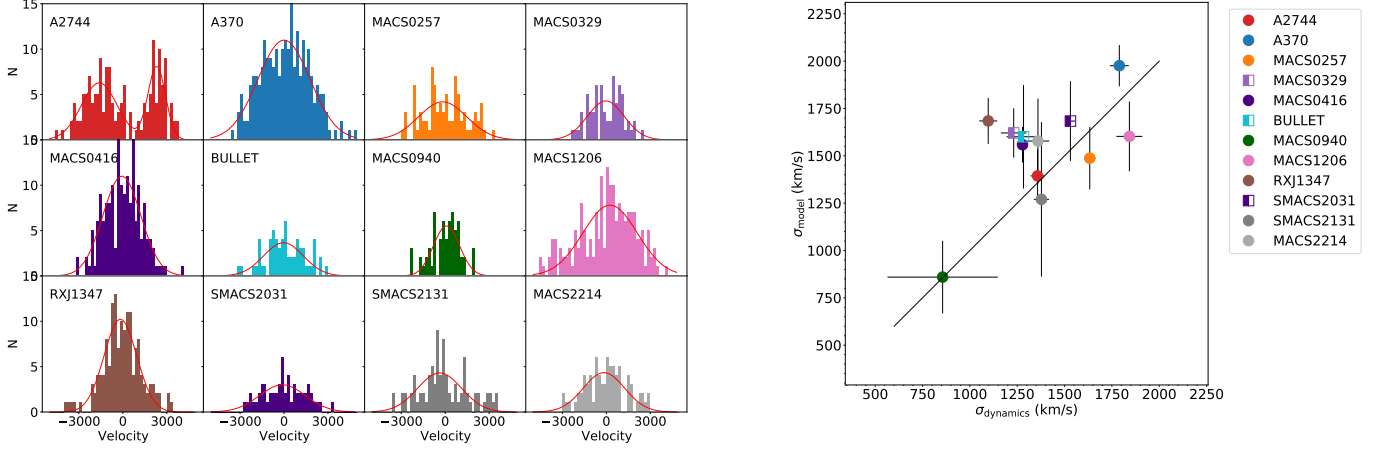 A2744
A370
MACS0257
MACS0329
15
10
5
N
MACS0416
BULLET
MACS0940
MACS1206
10
5
N
RXJ1347
SMACS2031
SMACS2131
MACS2214
10
5
0
N
−3000 0 3000
−3000 0 3000
−3000 0 3000
−3000 0 3000
Velocity
Velocity
Velocity
Velocity
2250
2000
1750
1500
1250
1000
750
500
σmodel (km/s)
500 750 1000 1250 1500 1750 2000 2250
σdynamics (km/s)
A2744
A370
MACS0257
MACS0329
MACS0416
BULLET
MACS0940
MACS1206
RXJ1347
SMACS2031
SMACS2131
MACS2214